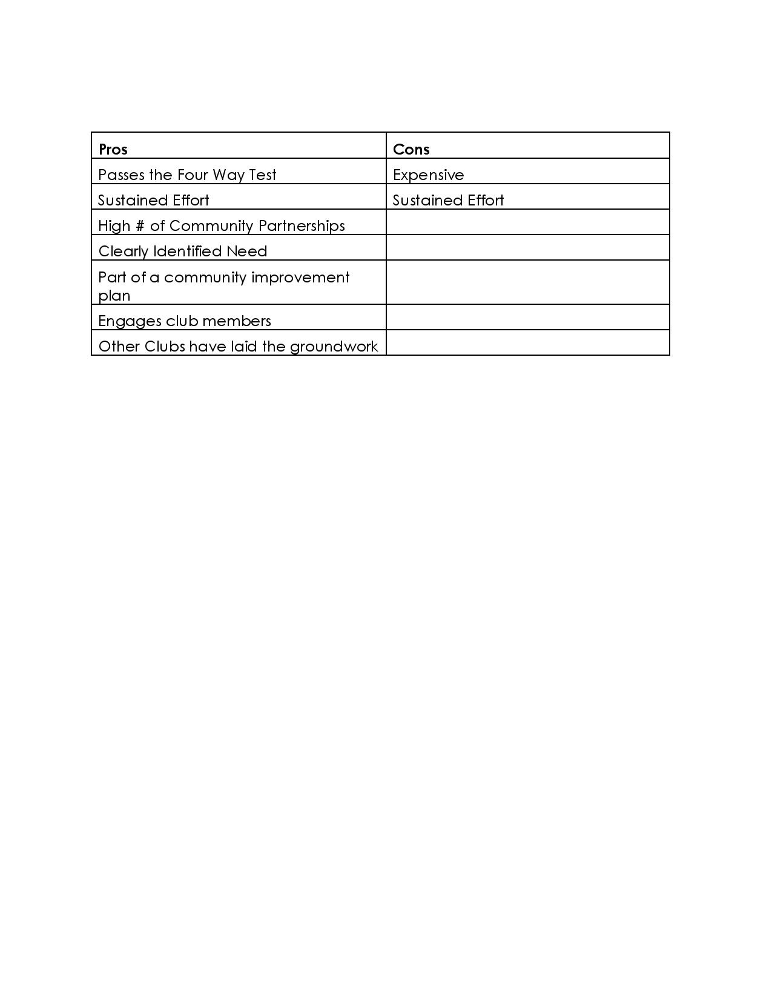 Pros Cons
Passes the Four Way Test Expensive
Sustained Effort Sustained Effort
High # of Community Partnerships
Clearly Identified Need
Part of a community improvement
plan
Engages club members
Other Clubs have laid the groundwork